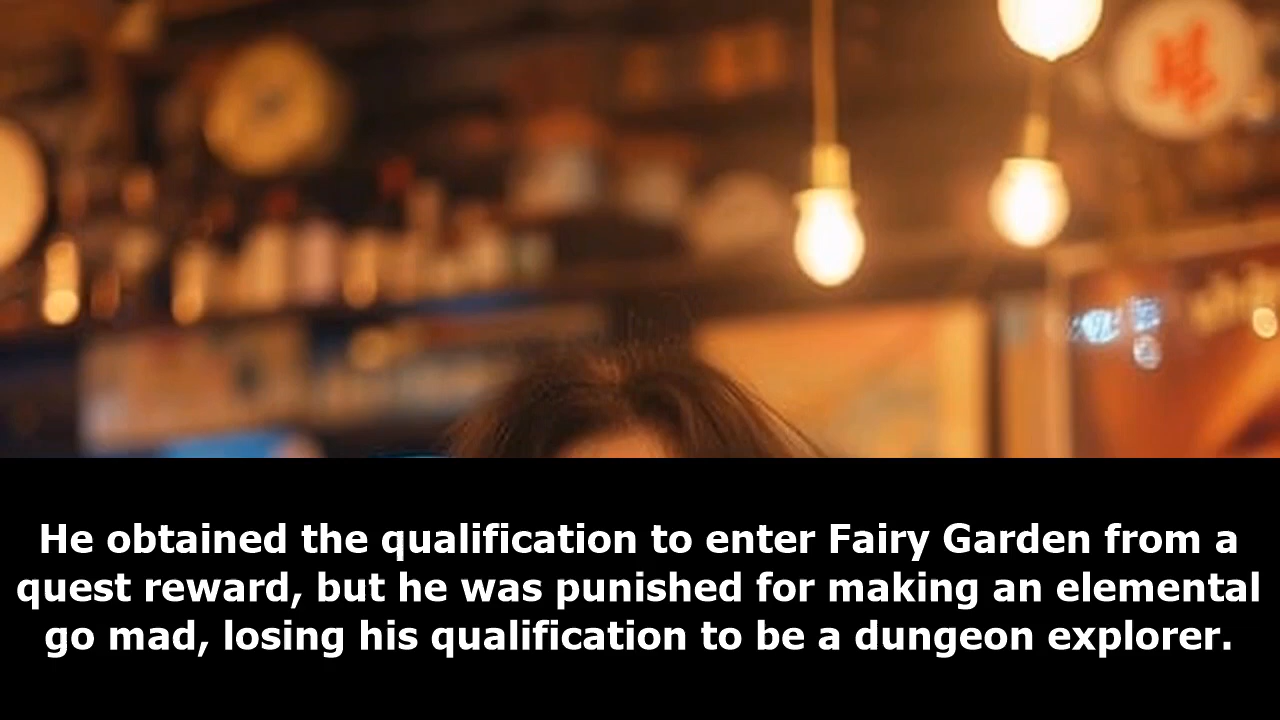 He obtained the qualification to enter Fairy Garden from a
quest reward, but he was punished for making an elemental
go mad, losing his qualification to be a dungeon explorer.